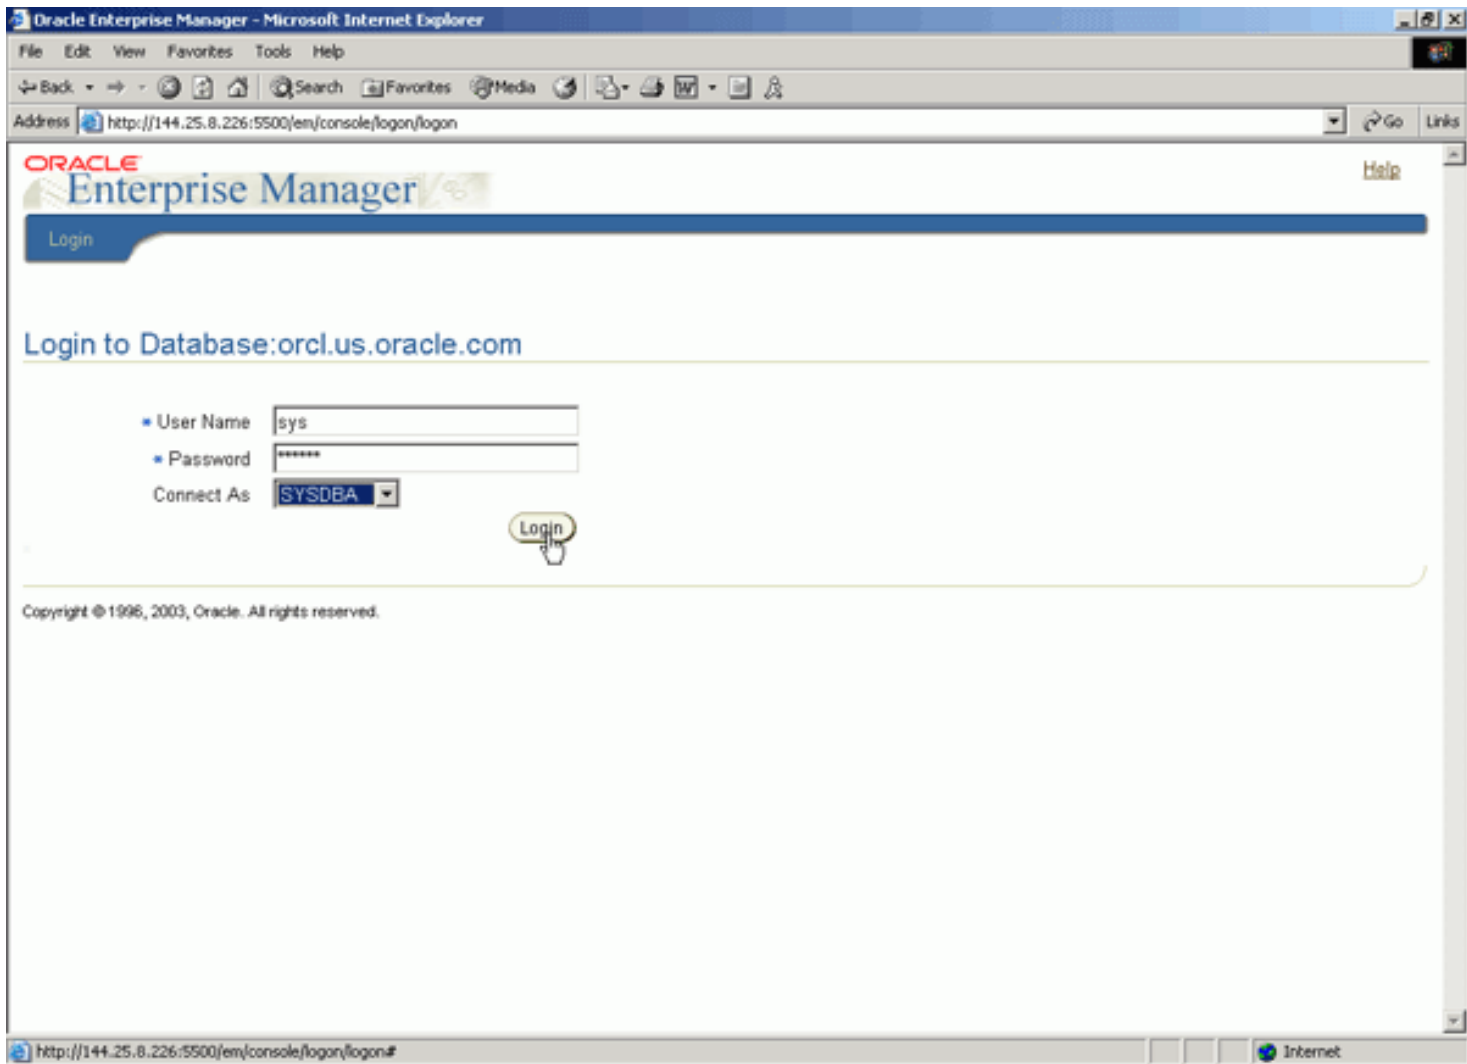 Oracle Enterprise Manager - Microsoft Internet Explorer
File Edit View Favorites Tools Help
Back Search Favorites Media
Address http://144.25.8.226:5500/em/console/logon/logon Go Links
ORACLE
Enterprise Manager
Help
Login
Login to Database:orcl.us.oracle.com
User Name sys
Password ******
Connect As SYSDBA
Login
Copyright © 1996, 2003, Oracle. All rights reserved.
http://144.25.8.226:5500/em/console/logon/logon# Internet